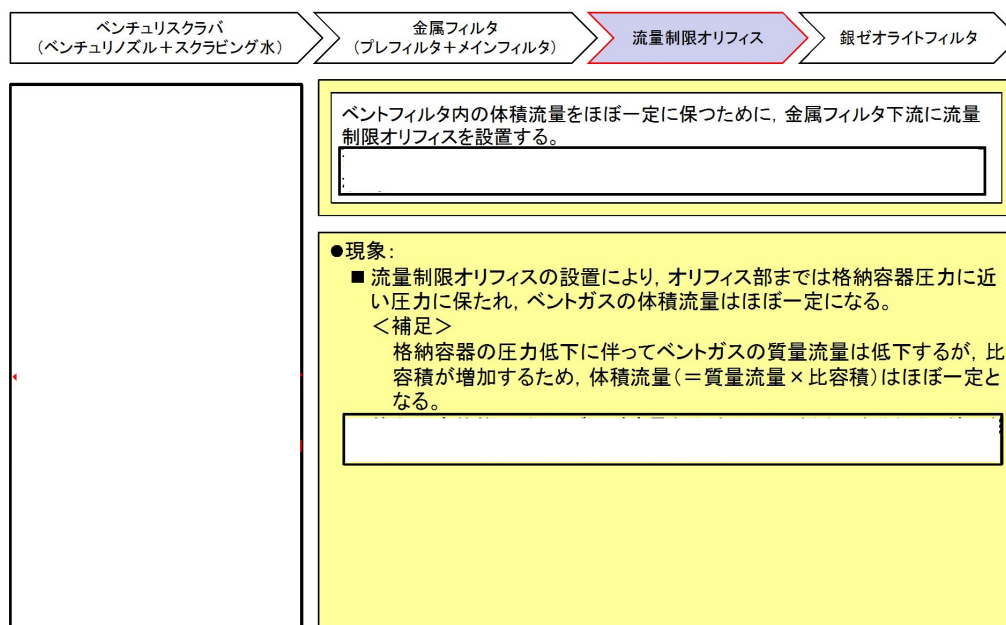 ベンチュリスクラバ
（ベンチュリノズル＋スクラビング水）
金属フィルタ
（プレフィルタ＋メインフィルタ）
流量制限オリフィス
銀ゼオライトフィルタ
ベントフィルタ内の体積流量をほぼ一定に保つために，金属フィルタ下流に流量
制限オリフィスを設置する。
●現象：
■ 流量制限オリフィスの設置により，オリフィス部までは格納容器圧力に近
い圧力に保たれ，ベントガスの体積流量はほぼ一定になる。
＜補足＞
格納容器の圧力低下に伴ってベントガスの質量流量は低下するが，比
容積が増加するため，体積流量（＝質量流量×比容積）はほぼ一定と
なる。